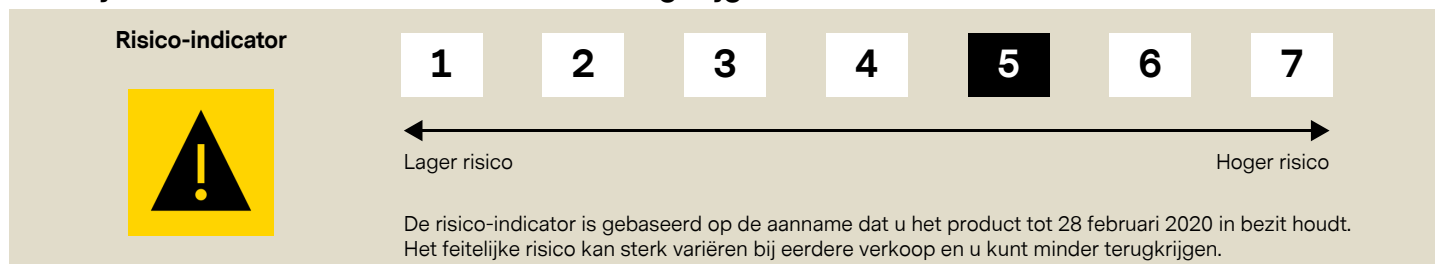 Risico-indicator
1 2 3 4 5 6 7
Lager risico Hoger risico
De risico-indicator is gebaseerd op de aanname dat u het product tot 28 februari 2020 in bezit houdt.
Het feitelijke risico kan sterk variëren bij eerdere verkoop en u kunt minder terugkrijgen.